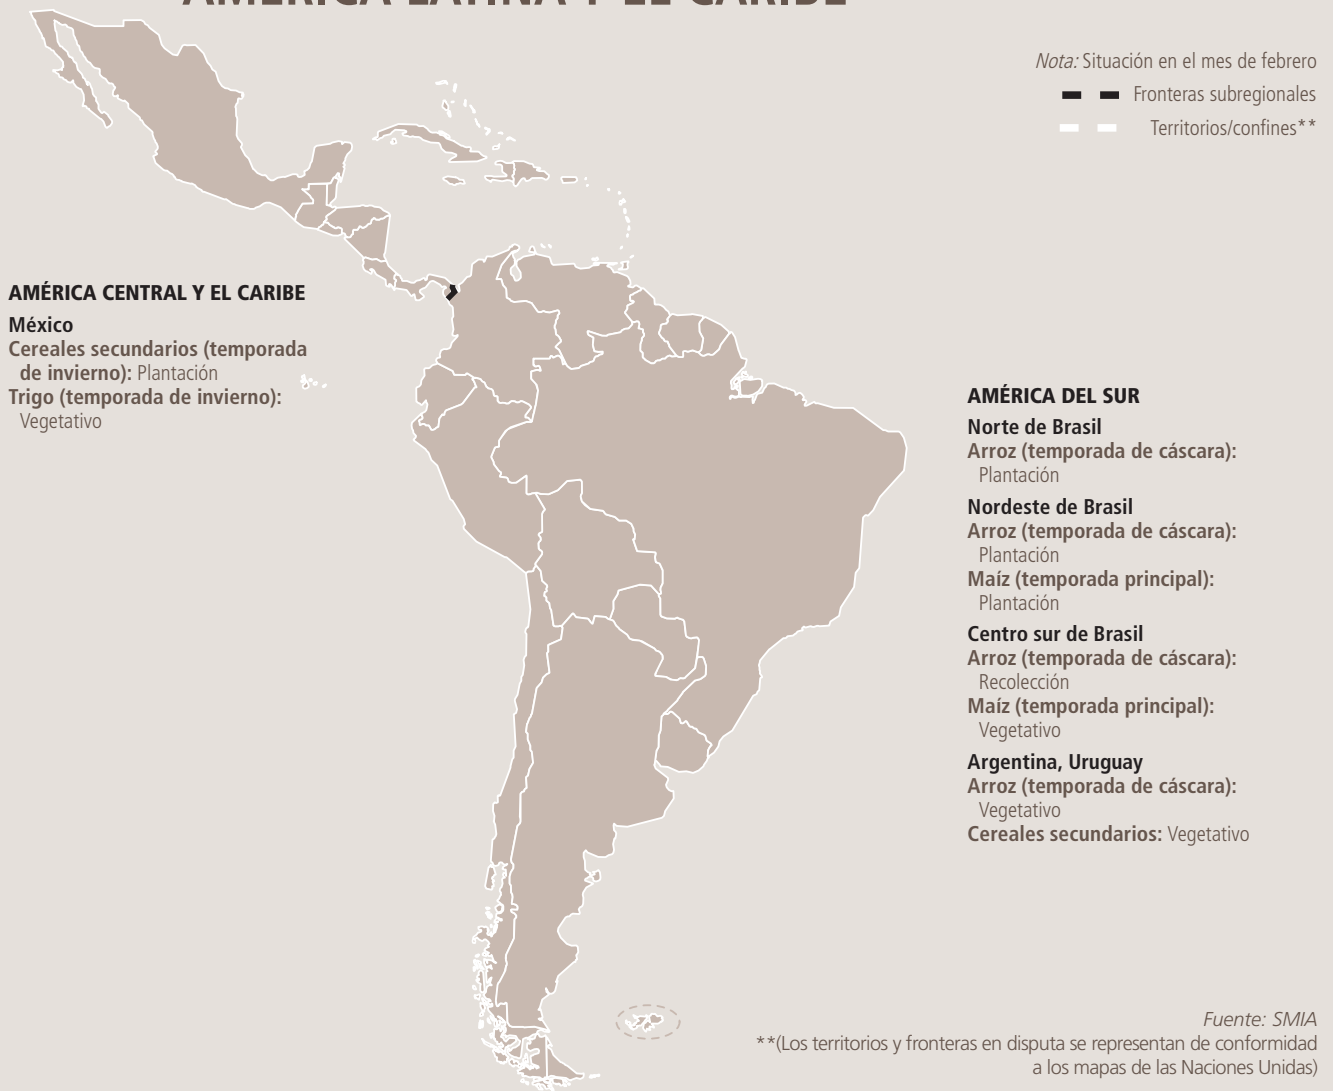 AMÉRICA LATINA Y EL CARIBE
Nota: Situación en el mes de febrero
Fronteras subregionales
Territorios/confines**
AMÉRICA CENTRAL Y EL CARIBE
México
Cereales secundarios (temporada
de invierno): Plantación
Trigo (temporada de invierno):
Vegetativo
AMÉRICA DEL SUR
Norte de Brasil
Arroz (temporada de cáscara):
Plantación
Nordeste de Brasil
Arroz (temporada de cáscara):
Plantación
Maíz (temporada principal):
Plantación
Centro sur de Brasil
Arroz (temporada de cáscara):
Recolección
Maíz (temporada principal):
Vegetativo
Argentina, Uruguay
Arroz (temporada de cáscara):
Vegetativo
Cereales secundarios: Vegetativo
Fuente: SMIA
**(Los territorios y fronteras en disputa se representan de conformidad
a los mapas de las Naciones Unidas)